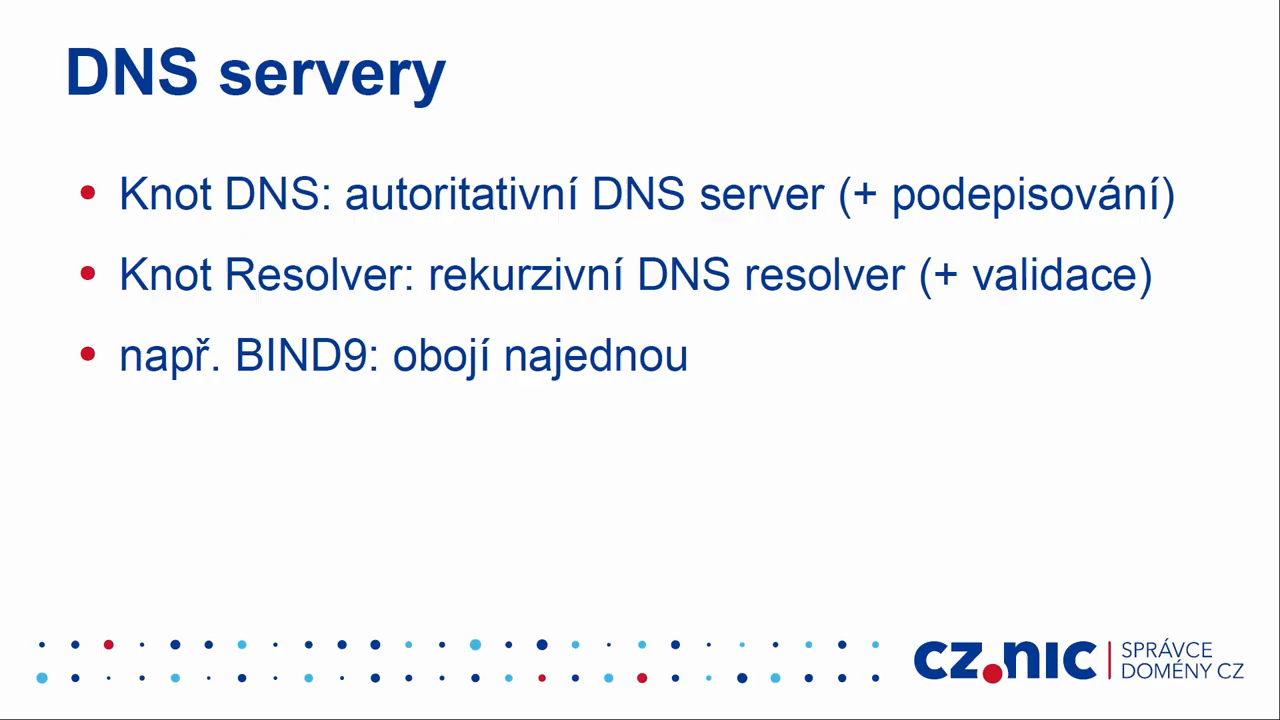 DNS servery
• Knot DNS: autoritativní DNS server (+ podepisování)
• Knot Resolver: rekurzivní DNS resolver (+ validace)
• např. BIND9: obojí najednou
CZ.NIC
SPRÁVCE
DOMÉNY CZ